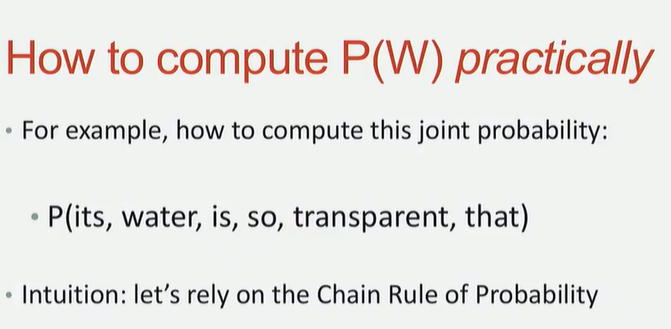 How to compute P(W) practically
• For example, how to compute this joint probability:
• P(its, water, is, so, transparent, that)
• Intuition: let’s rely on the Chain Rule of Probability